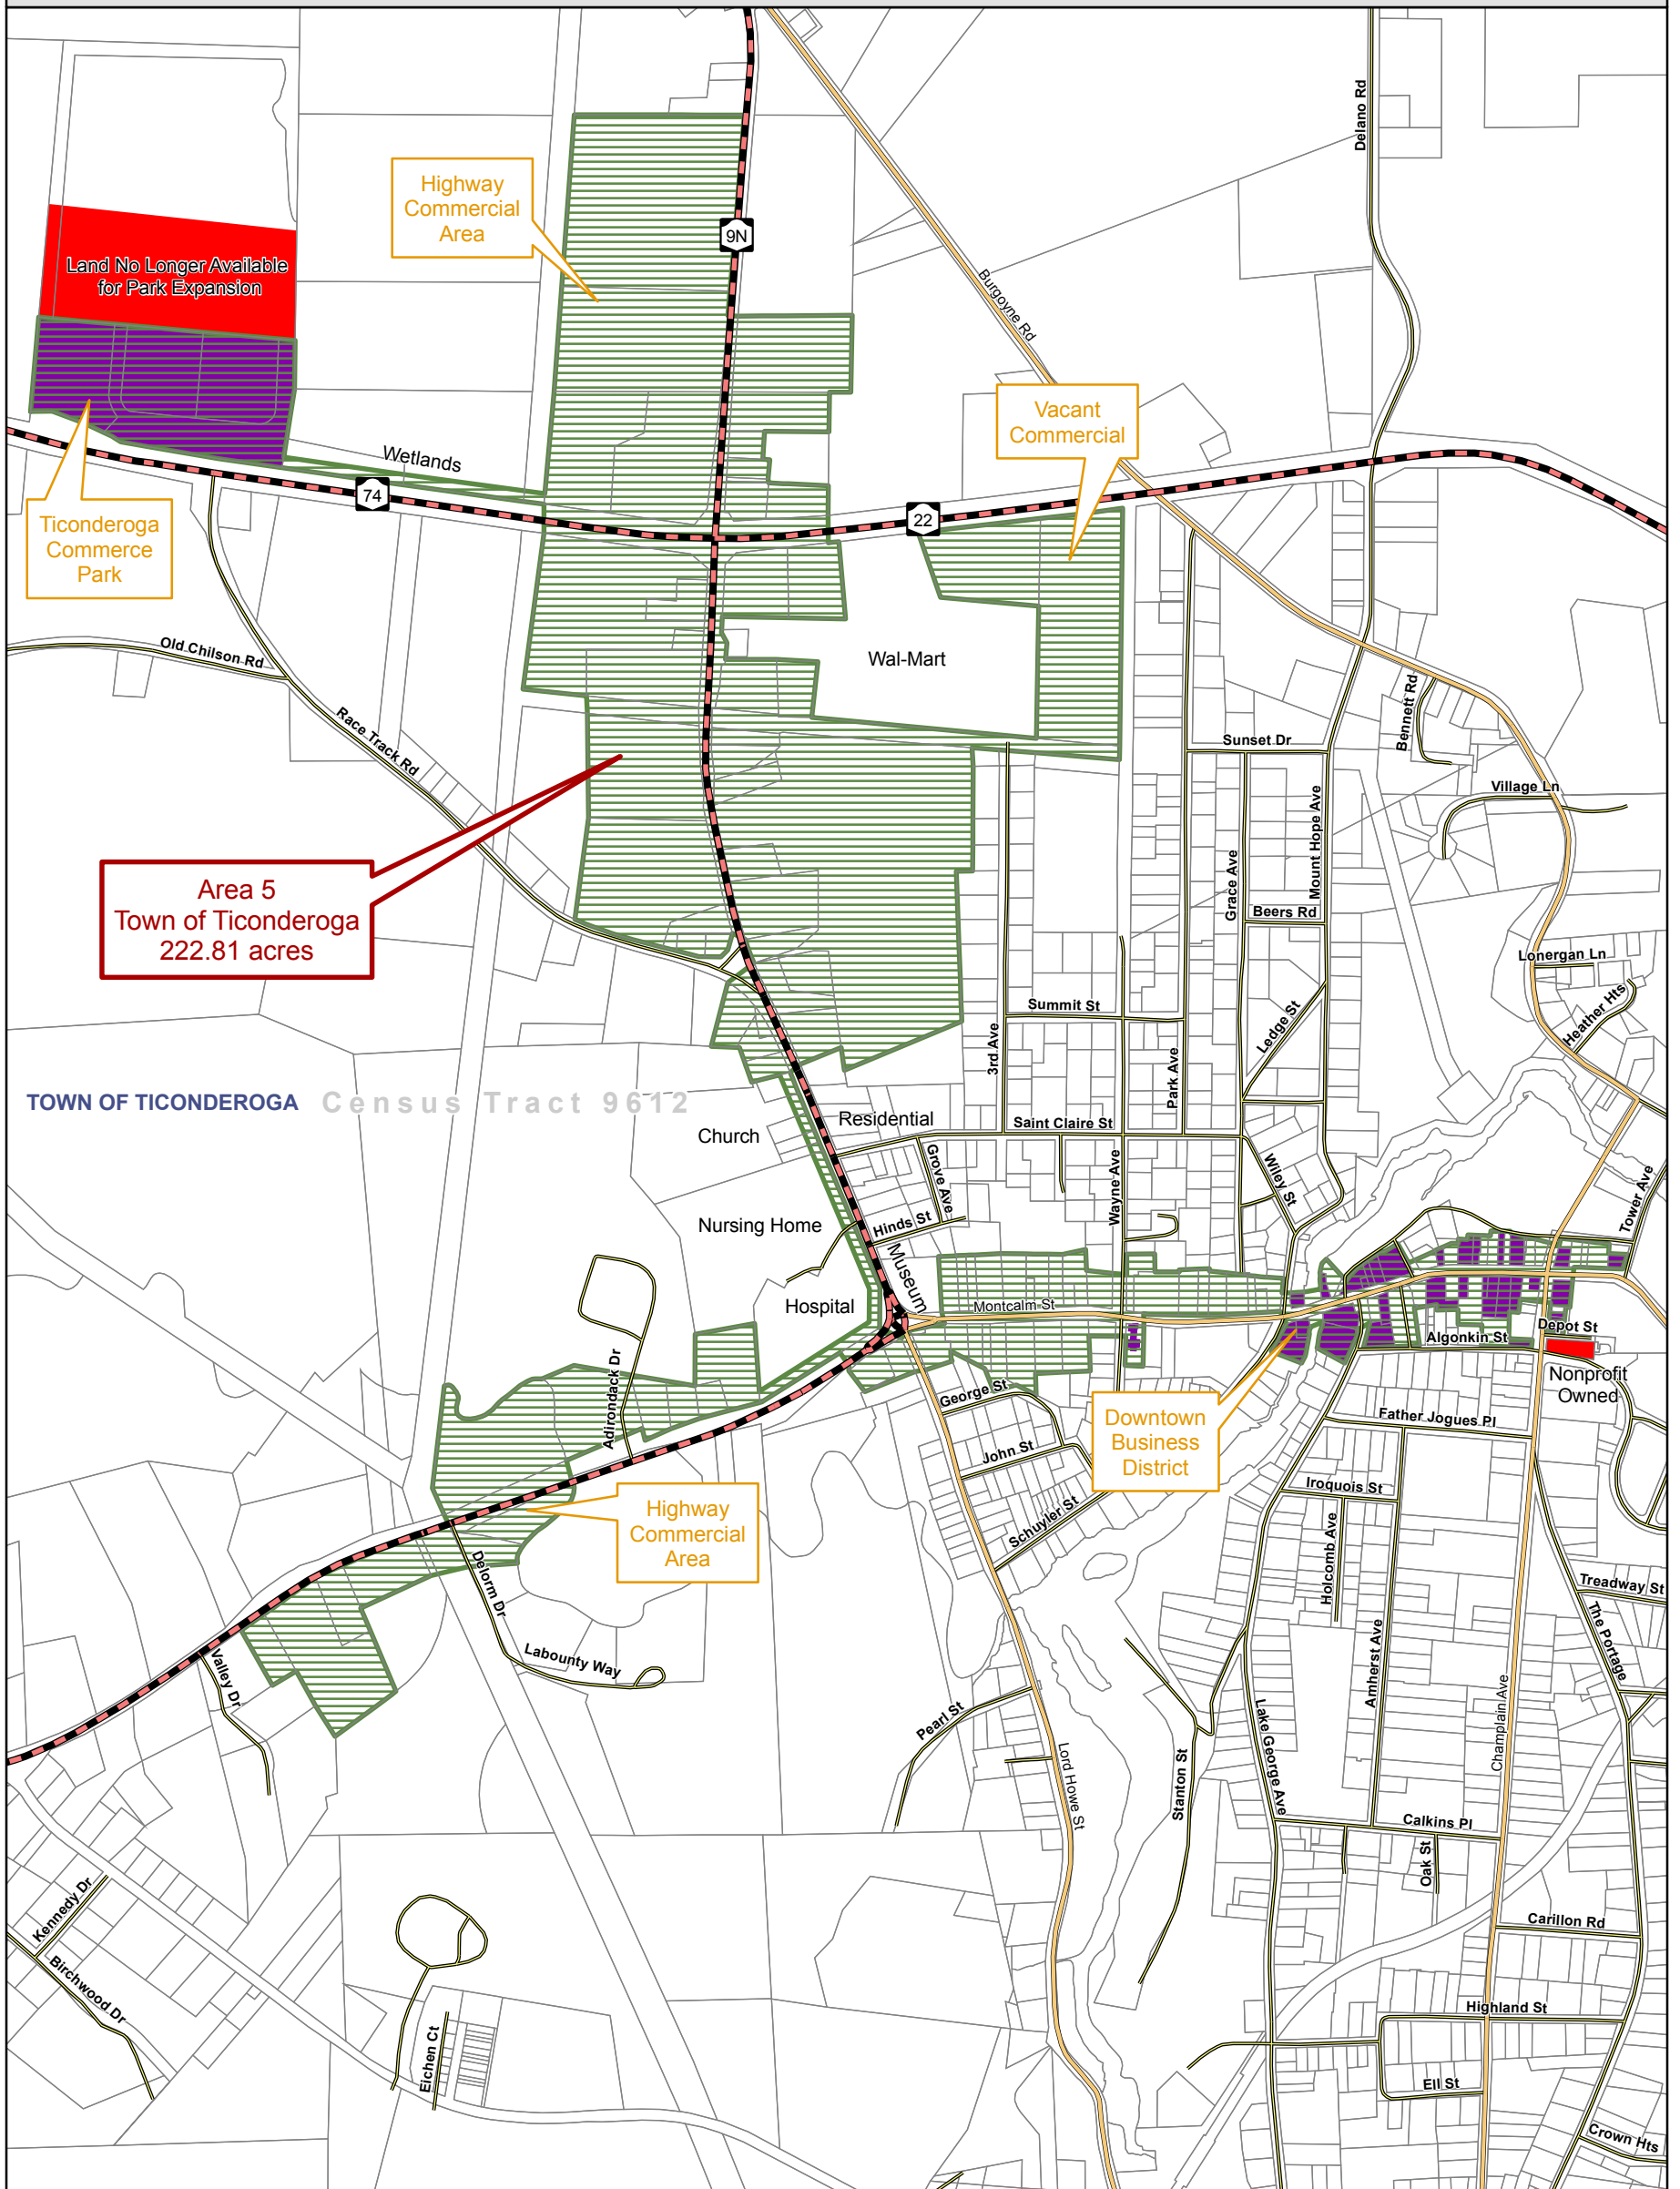 Delano Rd
Highway
Commercial
Area
9N
Land No Longer Available
for Park Expansion
Burgoyne Rd
Vacant
Commercial
Wetlands
74
22
Ticonderoga
Commerce
Park
Old Chilson Rd
Wal-Mart
Race Track Rd
Bennett Rd
Sunset Dr
Village Ln
Mount Hope Ave
Grace Ave
Area 5
Town of Ticonderoga
222.81 acres
Beers Rd
Lonergan Ln
Heather Hts
Summit St
Ledge St
3rd Ave
Park Ave
TOWN OF TICONDEROGA
Census Tract 9612
Residential
Church
Saint Claire St
Grove Ave
Wayne Ave
Wiley St
Tower Ave
Nursing Home
Hinds St
Museum
Hospital
Montcalm St
Depot St
Algonkin St
Nonprofit
Owned
Adirondack Dr
George St
Downtown
Business
District
Father Jogues Pl
John St
Iroquois St
Highway
Commercial
Area
Schuyler St
Holcomb Ave
Delorm Dr
Treadway St
The Portage
Amherst Ave
Labounty Way
Valley Dr
Pearl St
Lake George Ave
Champlain Ave
Lord Howe St
Stanton St
Calkins Pl
Oak St
Kennedy Dr
Carillon Rd
Birchwood Dr
Highland St
Eichen Ct
Ell St
Crown Hts